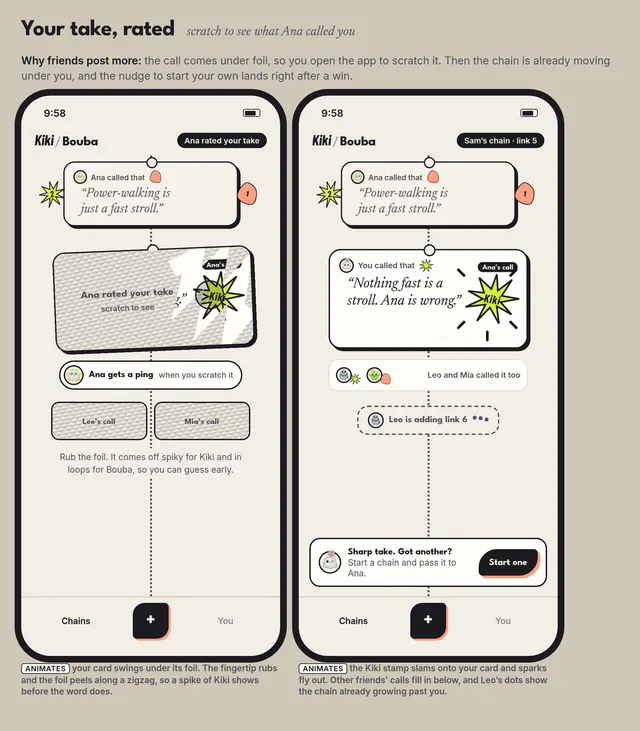 Your take, rated scratch to see what Ana called you
Why friends post more: the call comes under foil, so you open the app to scratch it. Then the chain is already moving
under you, and the nudge to start your own lands right after a win.
9:58
Kiki / Bouba Ana rated your take
Ana called that
2
“Power-walking is
just a fast stroll.”
1
Ana's
Ana rated your take
scratch to see
Kiki
Ana gets a ping when you scratch it
Leo's call Mia's call
Rub the foil. It comes off spiky for Kiki and in
loops for Bouba, so you can guess early.
Chains + You
ANIMATES your card swings under its foil. The fingertip rubs
and the foil peels along a zigzag, so a spike of Kiki shows
before the word does.
9:58
Kiki / Bouba Sam's chain · link 5
Ana called that
2
“Power-walking is
just a fast stroll.”
1
You called that
Ana's call
“Nothing fast is a
stroll. Ana is wrong.”
Kiki
Leo and Mia called it too
Leo is adding link 6
Sharp take. Got another?
Start a chain and pass it to
Ana.
Start one
Chains + You
ANIMATES the Kiki stamp slams onto your card and sparks
fly out. Other friends' calls fill in below, and Leo's dots show
the chain already growing past you.